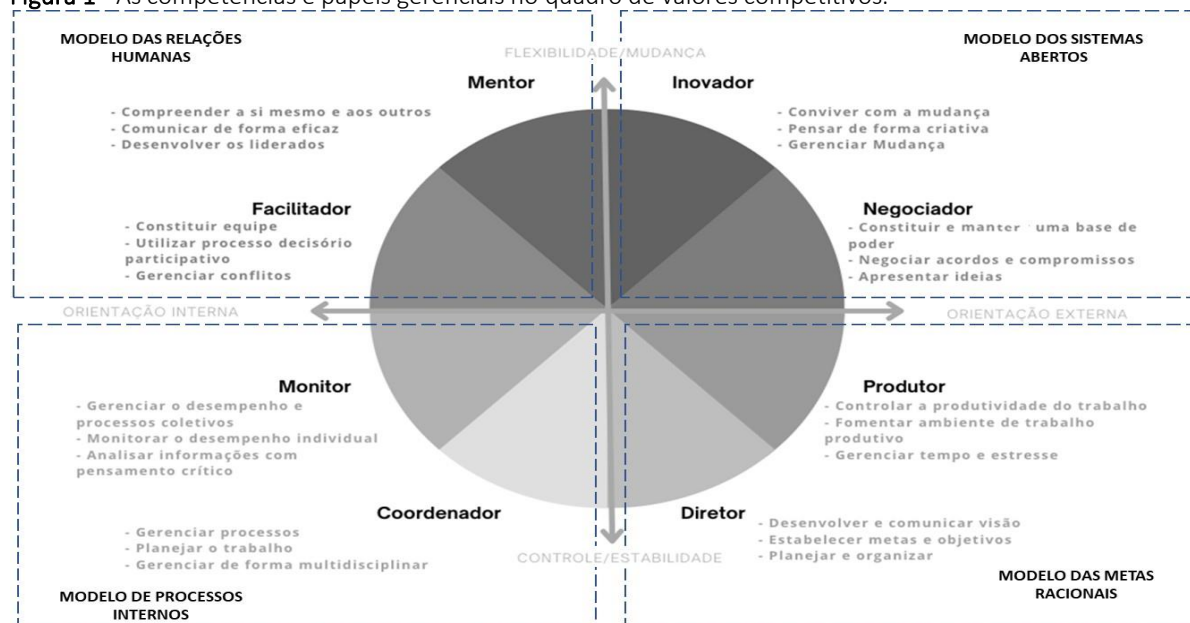 Figura 1 - As competências e papéis gerenciais no quadro de valores competitivos.
MODELO DAS RELAÇÕES
HUMANAS
MODELO DOS SISTEMAS
ABERTOS
FLEXIBILIDADE/MUDANÇA
Mentor
Inovador
- Compreender a si mesmo e aos outros
- Comunicar de forma eficaz
- Desenvolver os liderados
- Conviver com a mudança
- Pensar de forma criativa
- Gerenciar Mudança
Facilitador
- Constituir equipe
- Utilizar processo decisório
participativo
- Gerenciar conflitos
Negociador
- Constituir e manter uma base de
poder
- Negociar acordos e compromissos
- Apresentar ideias
ORIENTAÇÃO INTERNA
ORIENTAÇÃO EXTERNA
Monitor
- Gerenciar o desempenho e
processos coletivos
- Monitorar o desempenho individual
- Analisar informações com
pensamento crítico
Produtor
- Controlar a produtividade do trabalho
- Fomentar ambiente de trabalho
produtivo
- Gerenciar tempo e estresse
Coordenador
- Gerenciar processos
- Planejar o trabalho
- Gerenciar de forma multidisciplinar
Diretor
- Desenvolver e comunicar visão
- Estabelecer metas e objetivos
- Planejar e organizar
CONTROLE/ESTABILIDADE
MODELO DE PROCESSOS
INTERNOS
MODELO DAS METAS
RACIONAIS